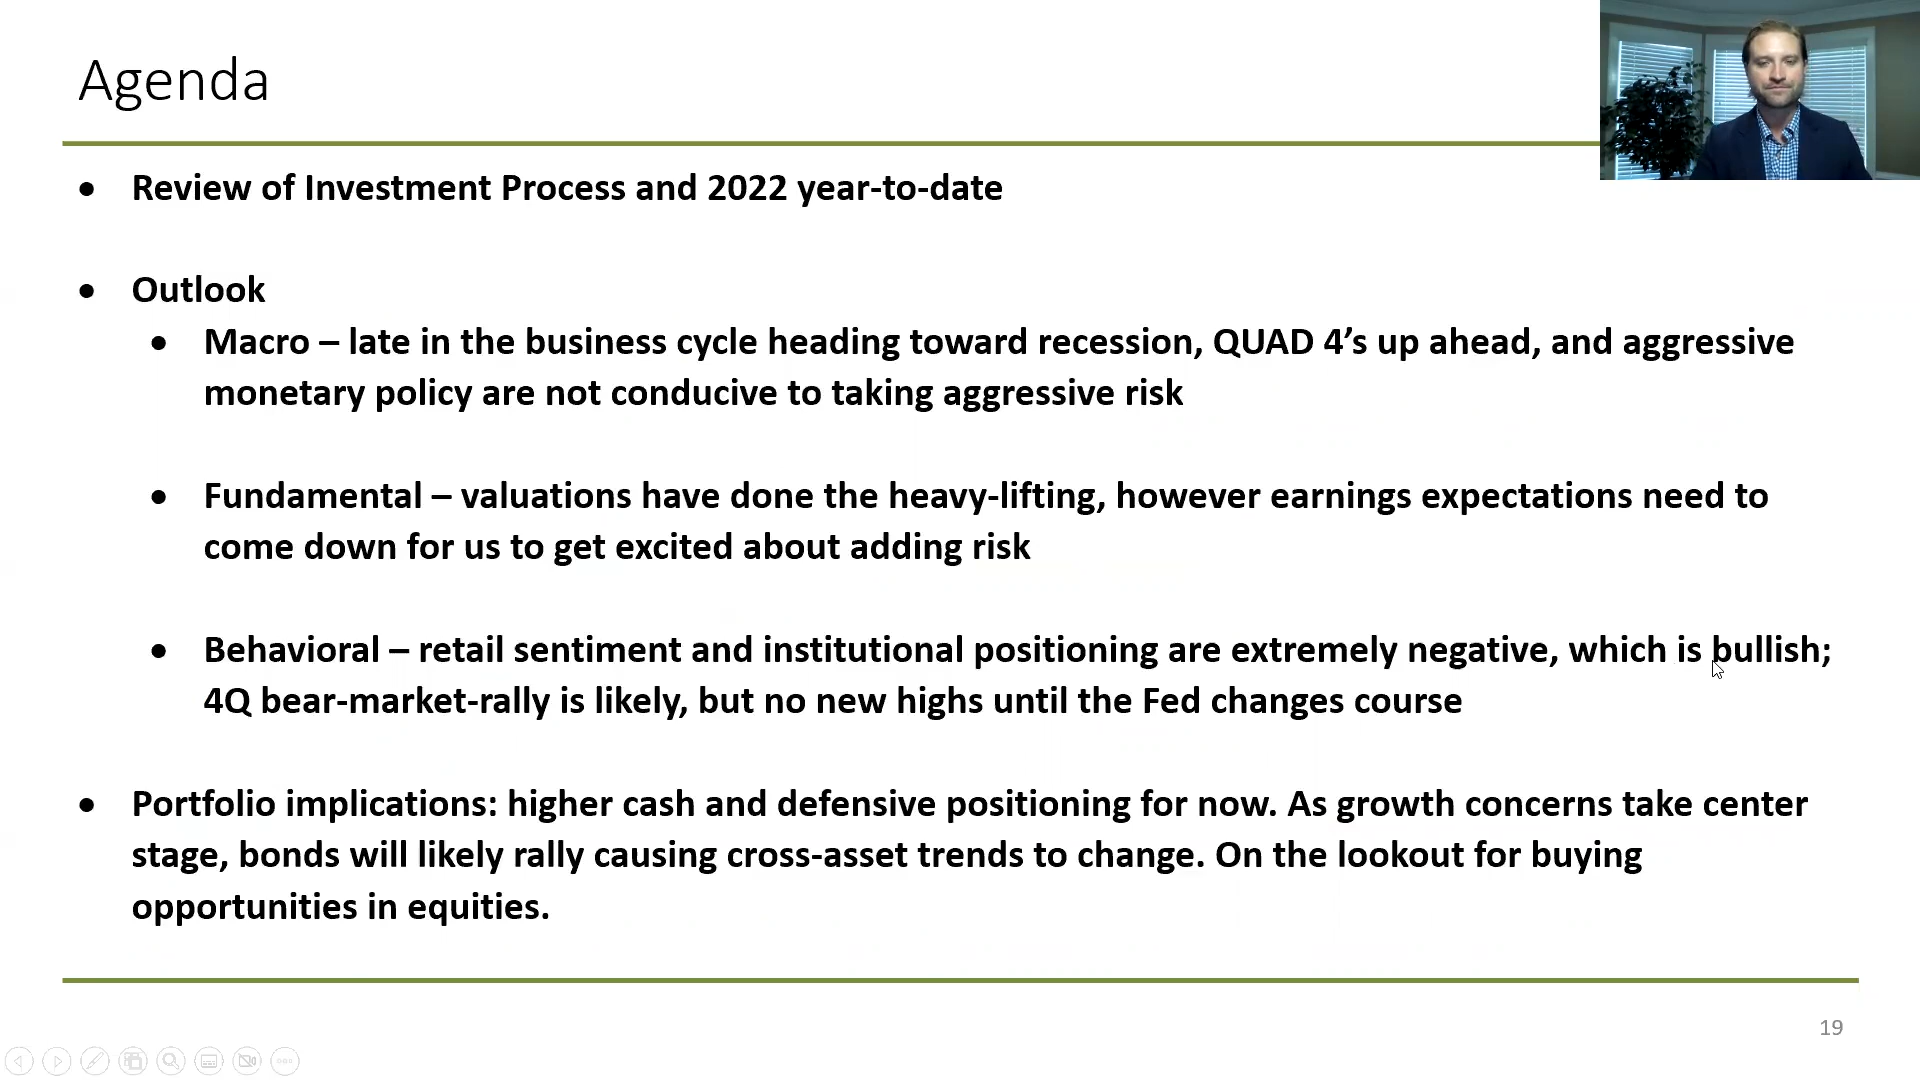 Agenda
• Review of Investment Process and 2022 year-to-date
• Outlook
• Macro – late in the business cycle heading toward recession, QUAD 4’s up ahead, and aggressive
monetary policy are not conducive to taking aggressive risk
• Fundamental – valuations have done the heavy-lifting, however earnings expectations need to
come down for us to get excited about adding risk
• Behavioral – retail sentiment and institutional positioning are extremely negative, which is bullish;
4Q bear-market-rally is likely, but no new highs until the Fed changes course
• Portfolio implications: higher cash and defensive positioning for now. As growth concerns take center
stage, bonds will likely rally causing cross-asset trends to change. On the lookout for buying
opportunities in equities.
19